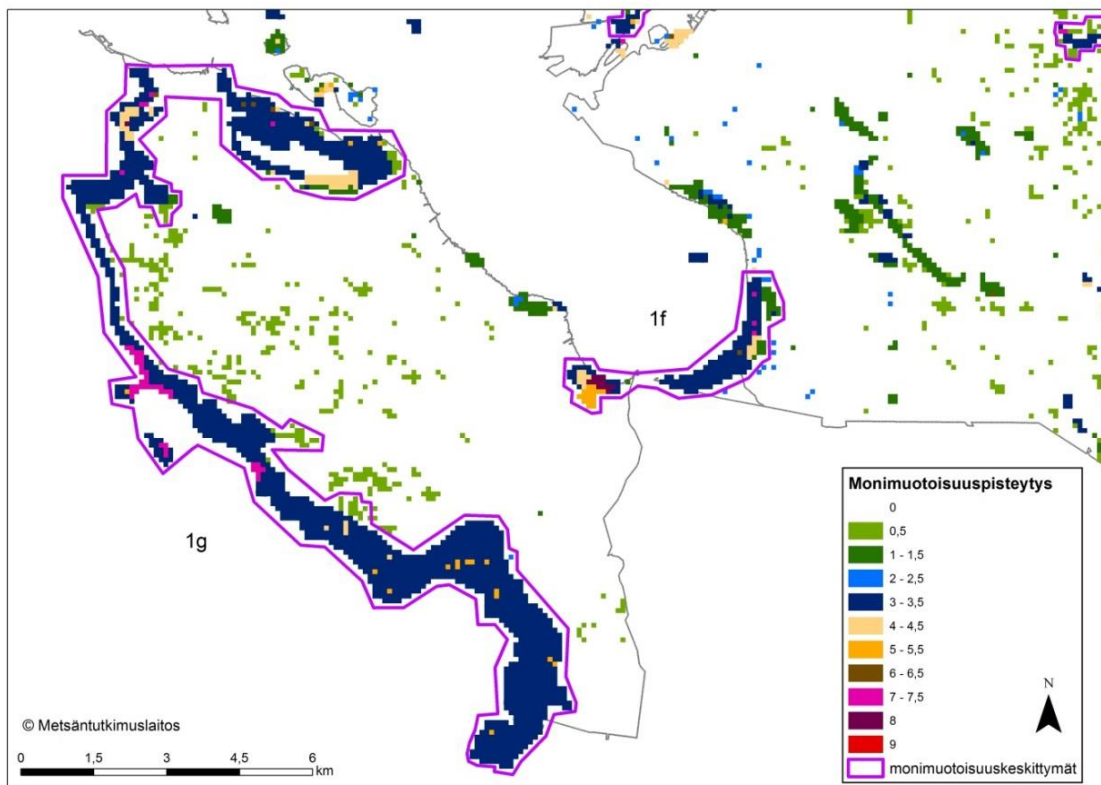 1f
1g
Monimuotoisuuspisteytys
0
0,5
1 - 1,5
2 - 2,5
3 - 3,5
4 - 4,5
5 - 5,5
6 - 6,5
7 - 7,5
8
9
monimuotoisuuskeskittymät
N
© Metsäntutkimuslaitos
0 1,5 3 4,5 6
km